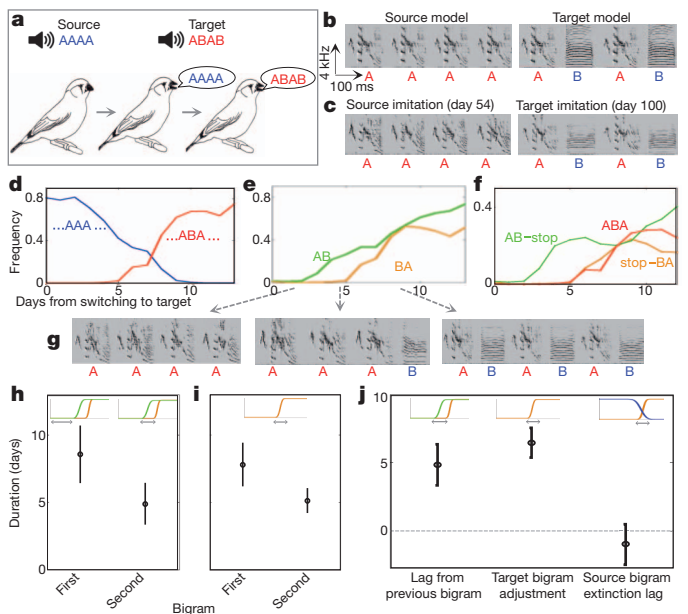 a
Source
AAAA
Target
ABAB
AAAA
ABAB
b
Source model
Target model
4 kHz
100 ms
A A A A
A B A B
c
Source imitation (day 54)
Target imitation (day 100)
A A A A
A B A B
d
0.8
0.4
0
Frequency
...AAA...
...ABA...
0 5 10
Days from switching to target
e
0.8
0.4
0
AB
BA
0 5 10
f
0.4
0
AB–stop
ABA
stop–BA
0 5 10
g
A A A A
A A A B
A B A B A B
h
10
5
0
Duration (days)
First
Second
i
First
Second
Bigram
j
10
5
0
Lag from previous bigram
Target bigram adjustment
Source bigram extinction lag